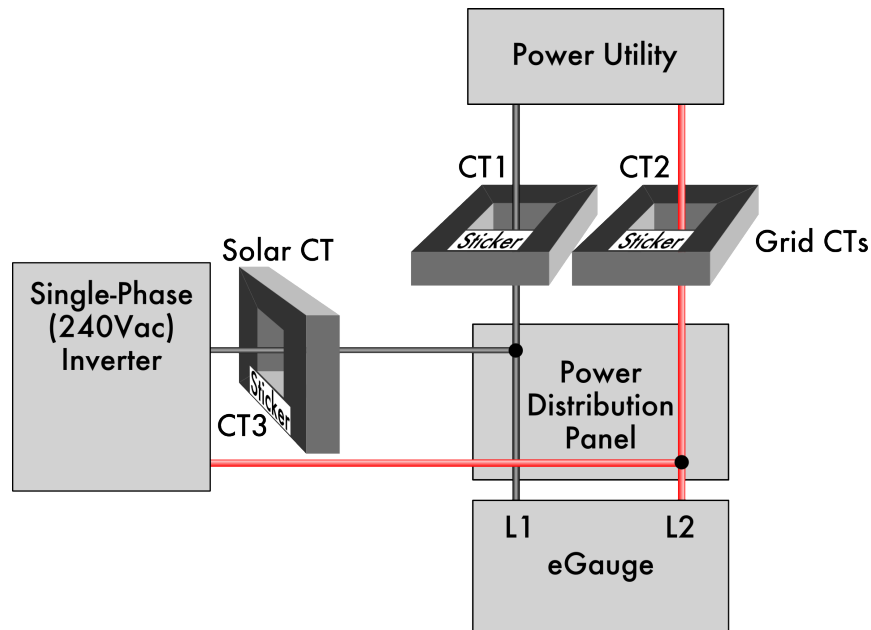 Power Utility
CT1
CT2
Sticker
Sticker
Grid CTs
Solar CT
Single-Phase
(240Vac)
Inverter
Sticker
CT3
Power
Distribution
Panel
L1
L2
eGauge